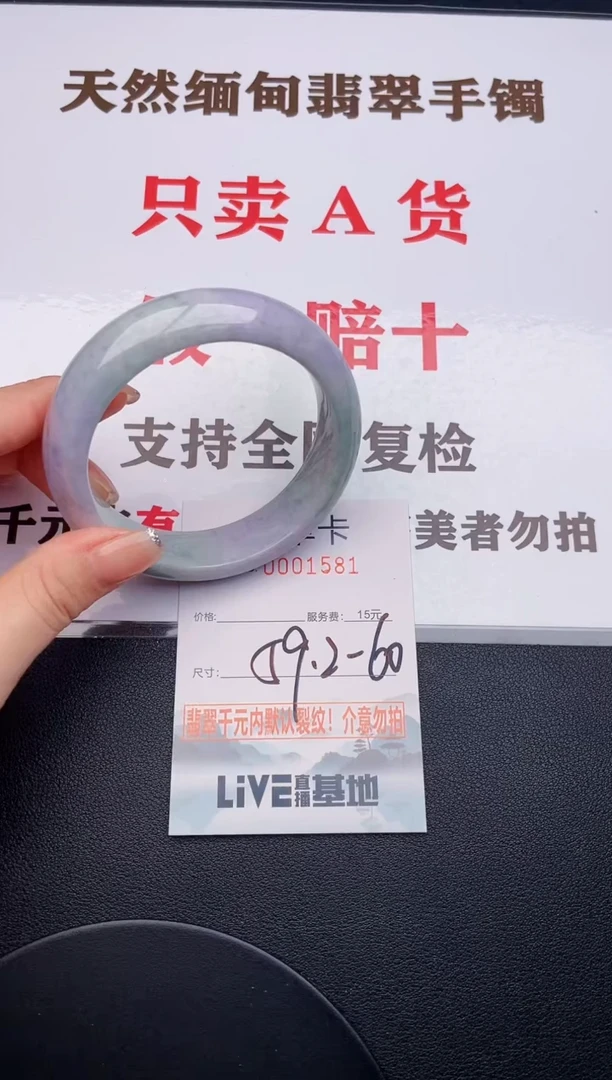 天然缅甸翡翠手镯
只卖 A 货
赔十
支持全 复检
千元 有 美者勿拍
卡
0001581
价格: 服务费: 15元
尺寸: 59.2-60
翡翠千元内默认裂纹！介意勿拍
LiVE直播基地